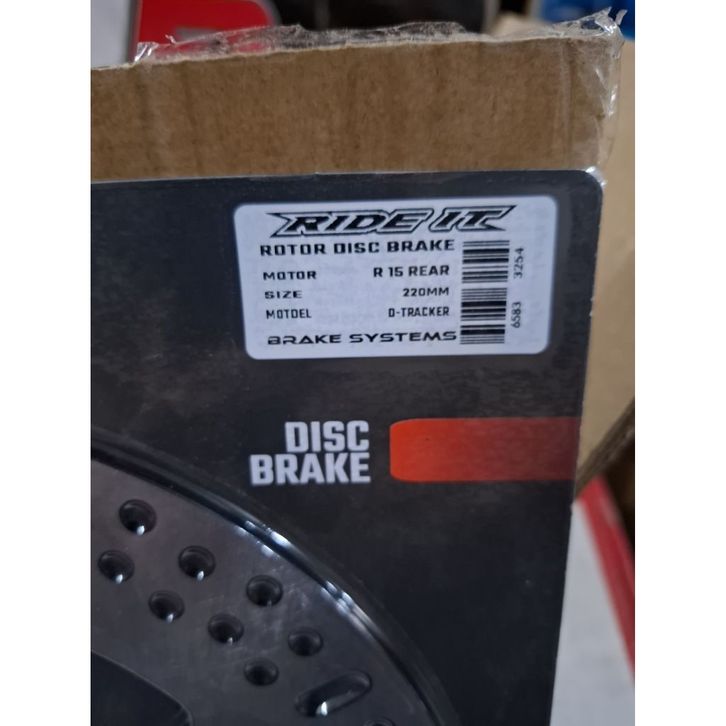 RIDE IT
ROTOR DISC BRAKE
MOTOR R 15 REAR
SIZE 220MM
MOTDEL D-TRACKER
BRAKE SYSTEMS
6583 3254
DISC
BRAKE